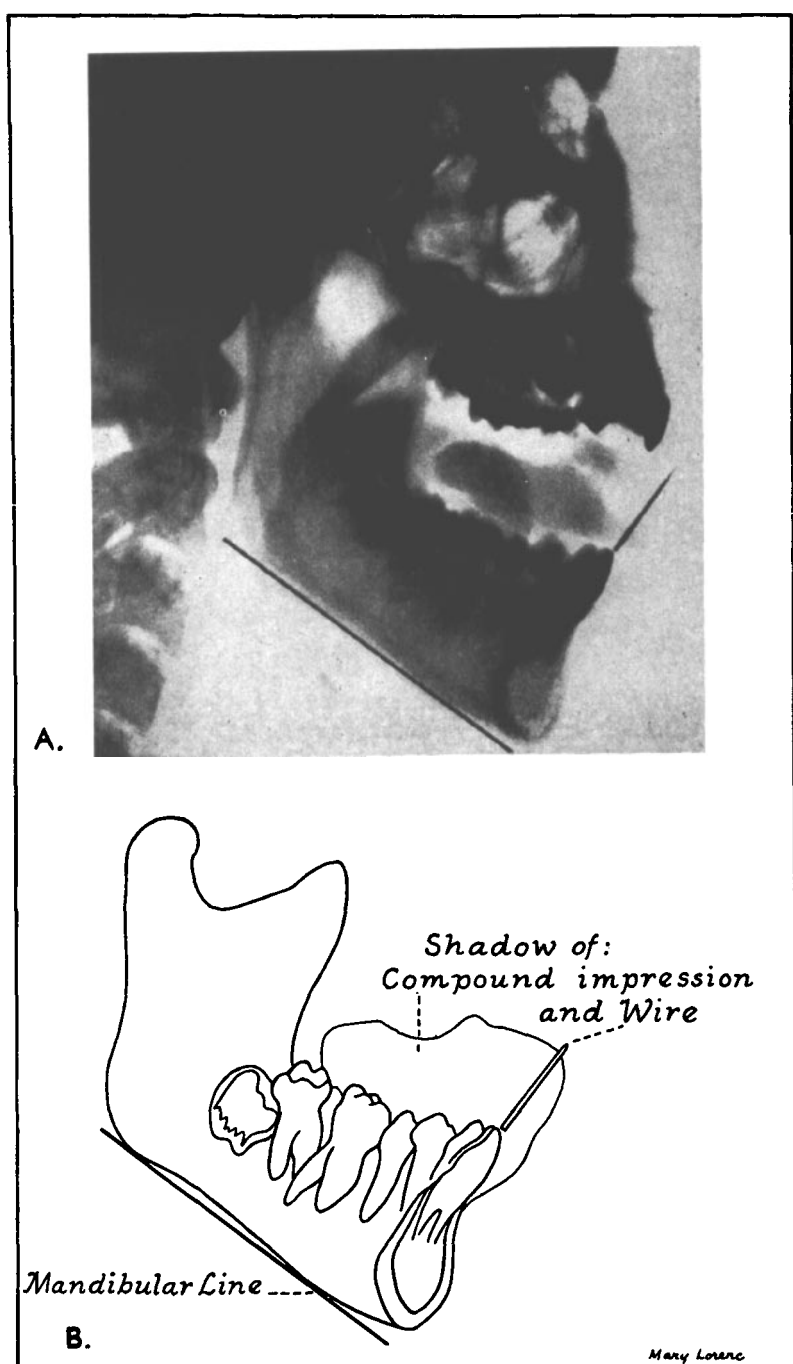 A.
Shadow of:
Compound impression
and Wire
Mandibular Line
B.
Mary Lorenc